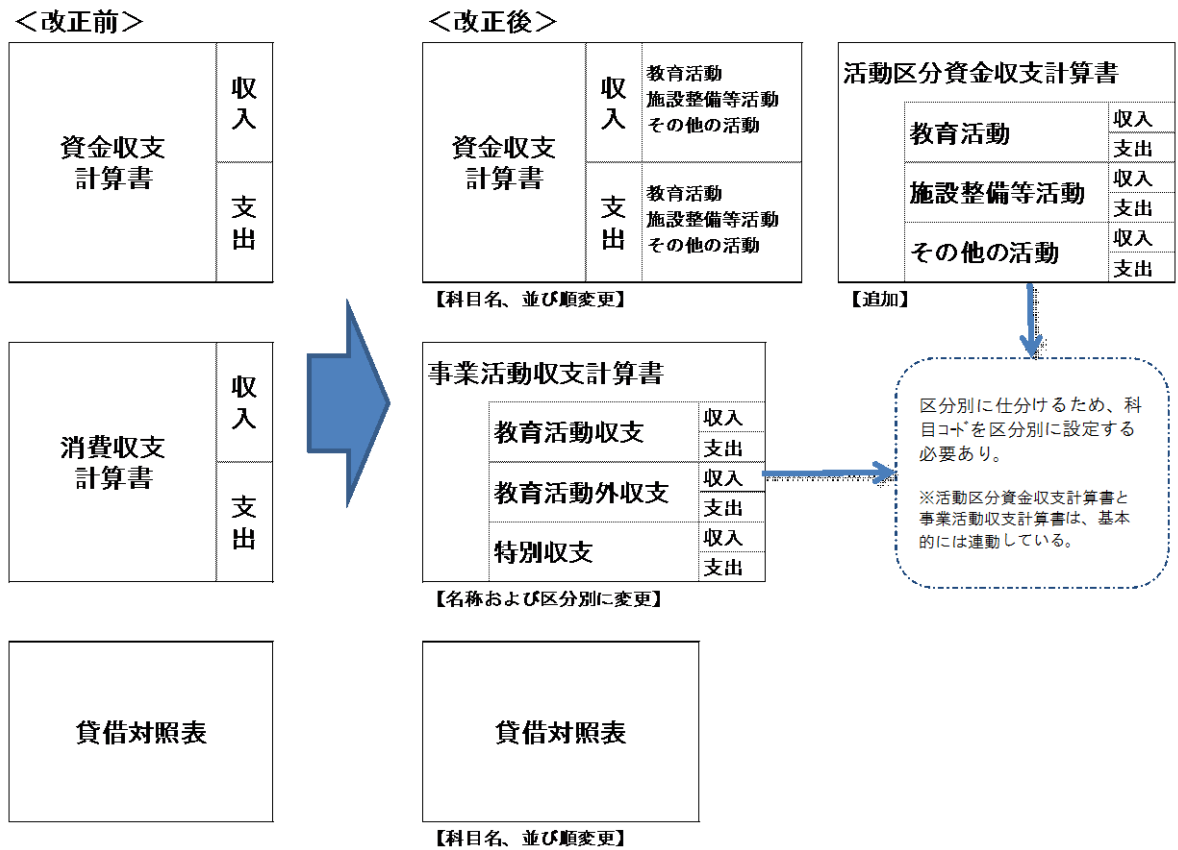 ＜改正前＞
資金収支
計算書
収
入
支
出
消費収支
計算書
収
入
支
出
貸借対照表
＜改正後＞
資金収支
計算書
収
入
教育活動
施設整備等活動
その他の活動
支
出
教育活動
施設整備等活動
その他の活動
【科目名、並び順変更】
活動区分資金収支計算書
教育活動
収入
支出
施設整備等活動
収入
支出
その他の活動
収入
支出
【追加】
事業活動収支計算書
教育活動収支
収入
支出
教育活動外収支
収入
支出
特別収支
収入
支出
【名称および区分別に変更】
区分別に仕分けるため、科
目ｺｰﾄﾞを区分別に設定する
必要あり。
※活動区分資金収支計算書と
事業活動収支計算書は、基本
的には連動している。
貸借対照表
【科目名、並び順変更】